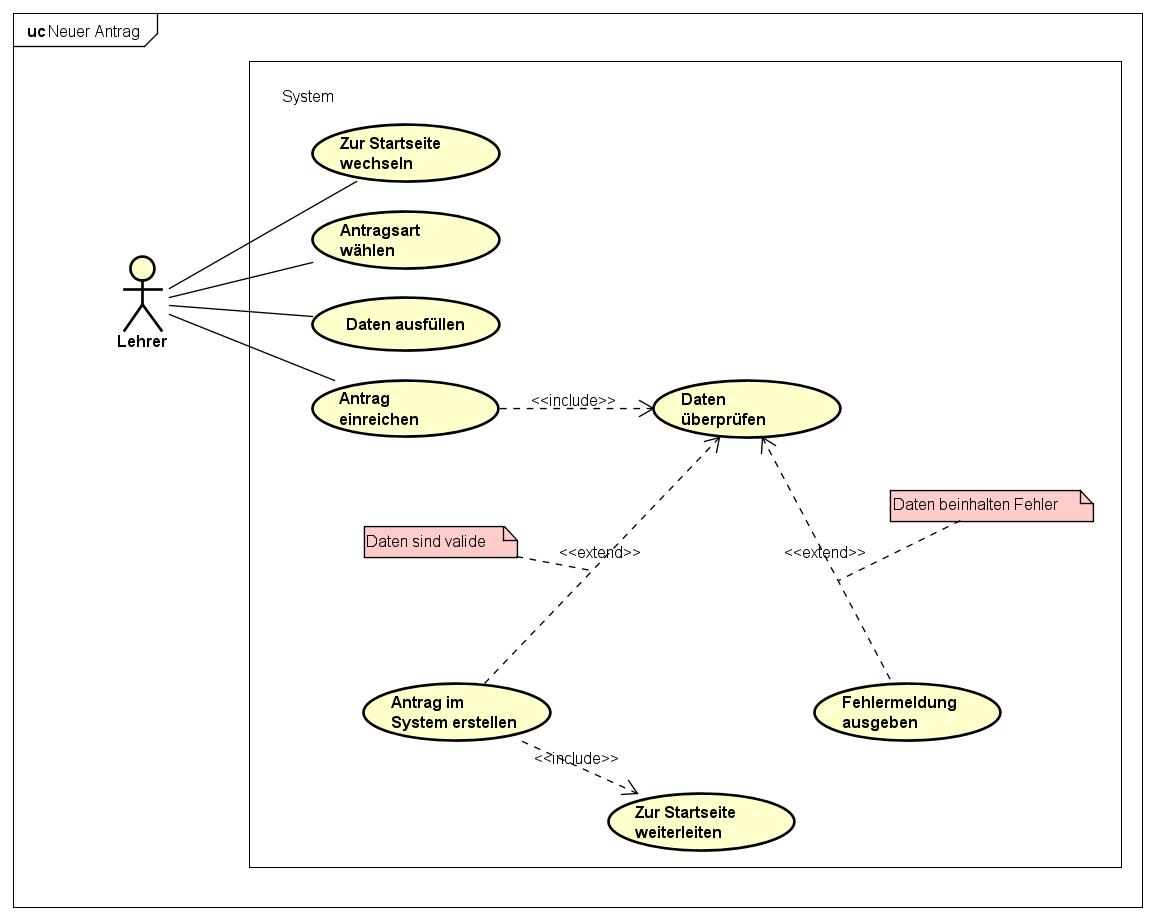 uc Neuer Antrag
System
Zur Startseite
wechseln
Antragsart
wählen
Daten ausfüllen
Lehrer
Antrag
einreichen
<<include>>
Daten
überprüfen
Daten beinhalten Fehler
Daten sind valide
<<extend>>
<<extend>>
Antrag im
System erstellen
Fehlermeldung
ausgeben
<<include>>
Zur Startseite
weiterleiten